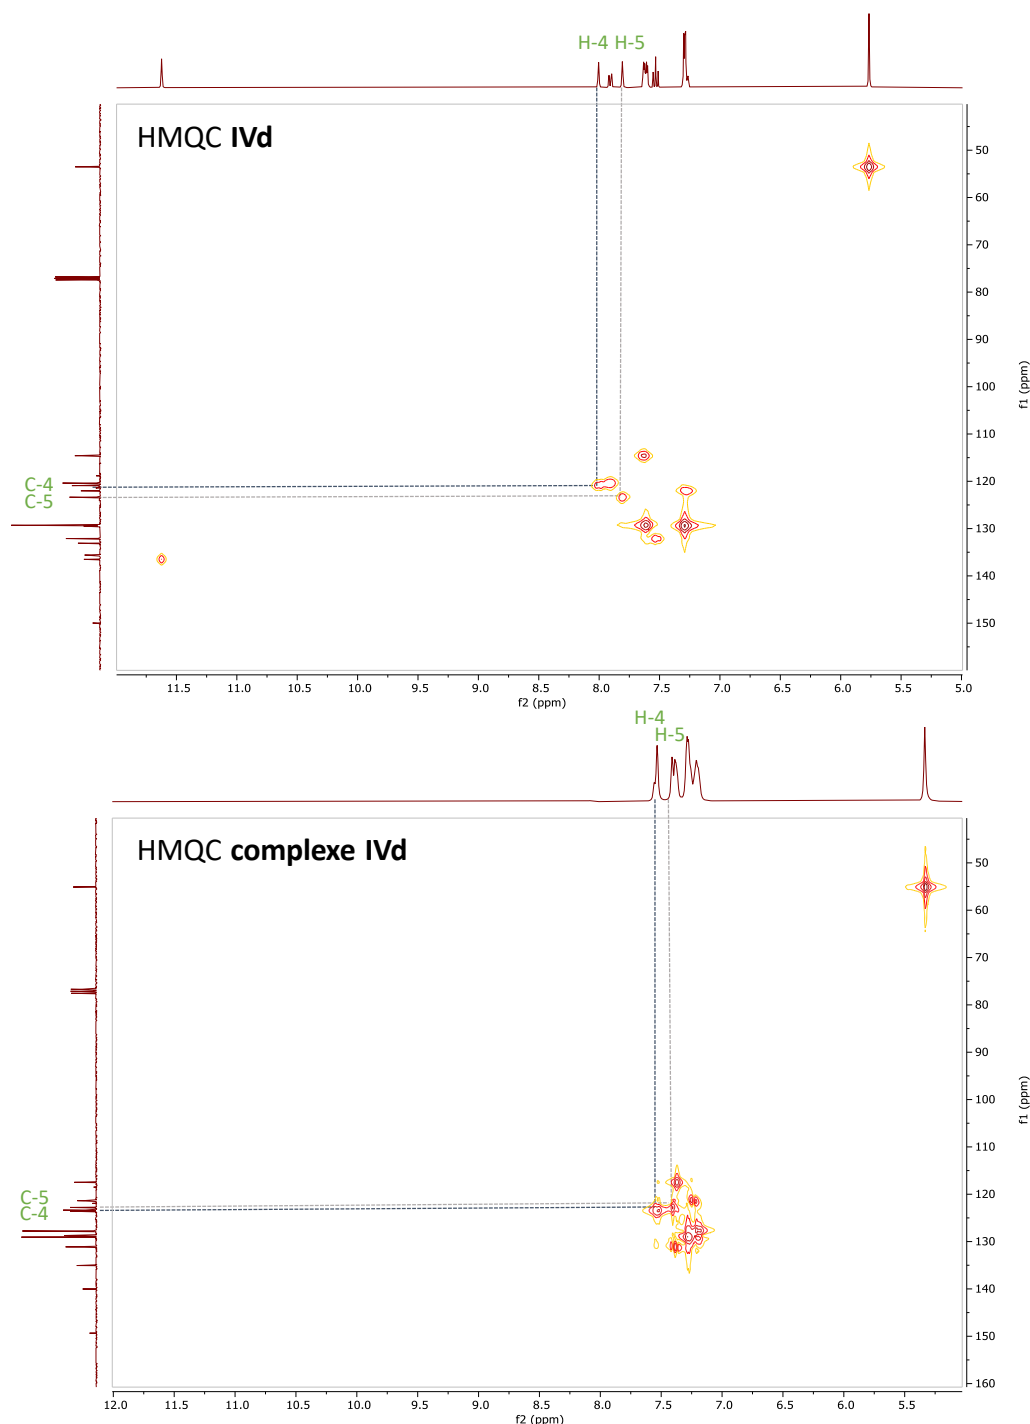 H-4 H-5
HMQC IVd
C-4
C-5
50
60
70
80
90
100
110
120
130
140
150
f1 (ppm)
11.5 11.0 10.5 10.0 9.5 9.0 8.5 8.0 7.5 7.0 6.5 6.0 5.5 5.0
f2 (ppm)
H-4
H-5
HMQC complexe IVd
C-5
C-4
50
60
70
80
90
100
110
120
130
140
150
160
f1 (ppm)
12.0 11.5 11.0 10.5 10.0 9.5 9.0 8.5 8.0 7.5 7.0 6.5 6.0 5.5
f2 (ppm)